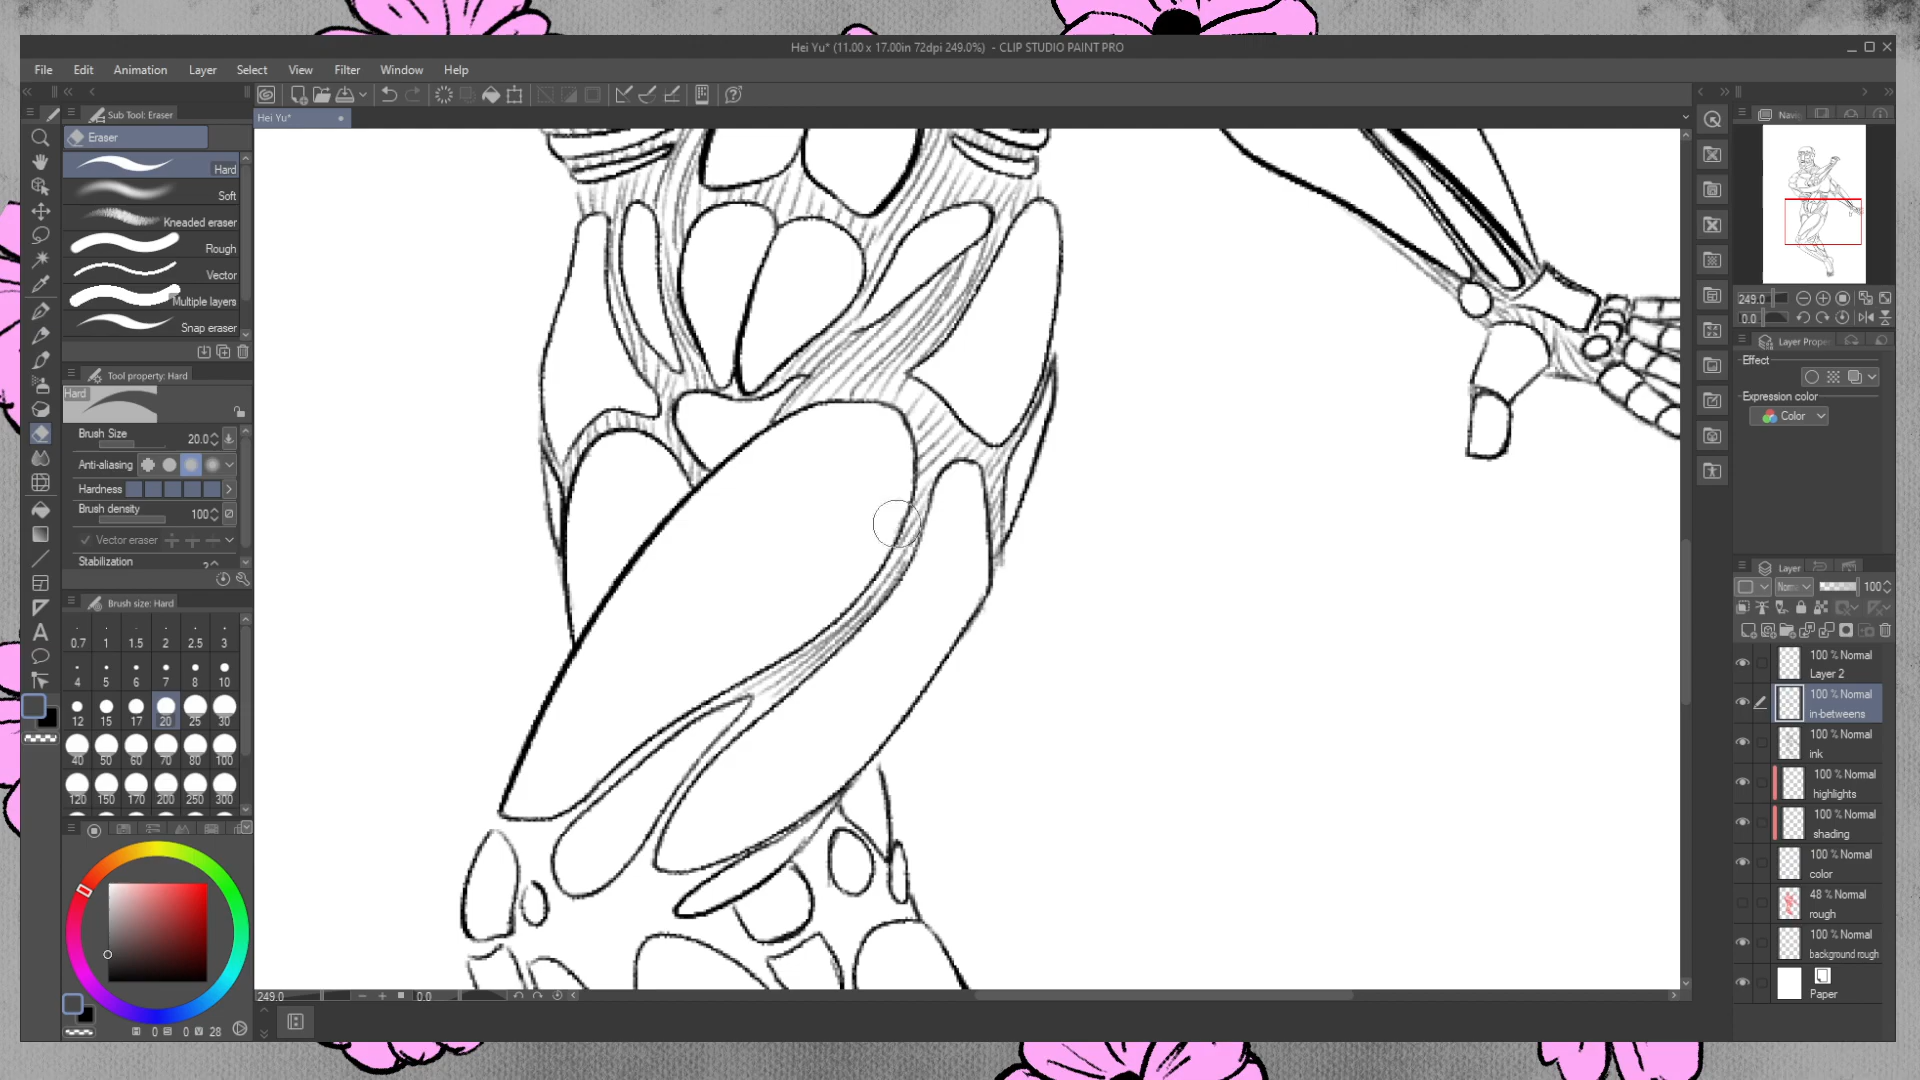 Hei Yu* (11.00 x 17.00in 72dpi 249.0%) - CLIP STUDIO PAINT PRO
File Edit Animation Layer Select View Filter Window Help
Sub Tool: Eraser
Eraser
Hard
Soft
Kneaded eraser
Rough
Vector
Multiple layers
Snap eraser
Tool property: Hard
Hard
Brush Size 20.0
Anti-aliasing
Hardness
Brush density 100
Vector eraser
Stabilization
Brush size: Hard
0.7 1 1.5 2 2.5 3
4 5 6 7 8 10
12 15 17 20 25 30
40 50 60 70 80 100
120 150 170 200 250 300
0 0 28
Hei Yu*
249.0 0.0
Navi
249.0
0.0
Layer Prope
Effect
Expression color
Color
Layer
Norm 100
100 % Normal
Layer 2
100 % Normal
in-betweens
100 % Normal
ink
100 % Normal
highlights
100 % Normal
shading
100 % Normal
color
48 % Normal
rough
100 % Normal
background rough
Paper